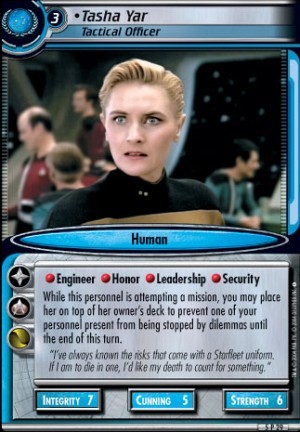 3
•Tasha Yar
Tactical Officer
Human
Engineer Honor Leadership Security
While this personnel is attempting a mission, you may place
her on top of her owner's deck to prevent one of your
personnel present from being stopped by dilemmas until
the end of this turn.
"I've always known the risks that come with a Starfleet uniform.
If I am to die in one, I'd like my death to count for something."
INTEGRITY 7 CUNNING 5 STRENGTH 6